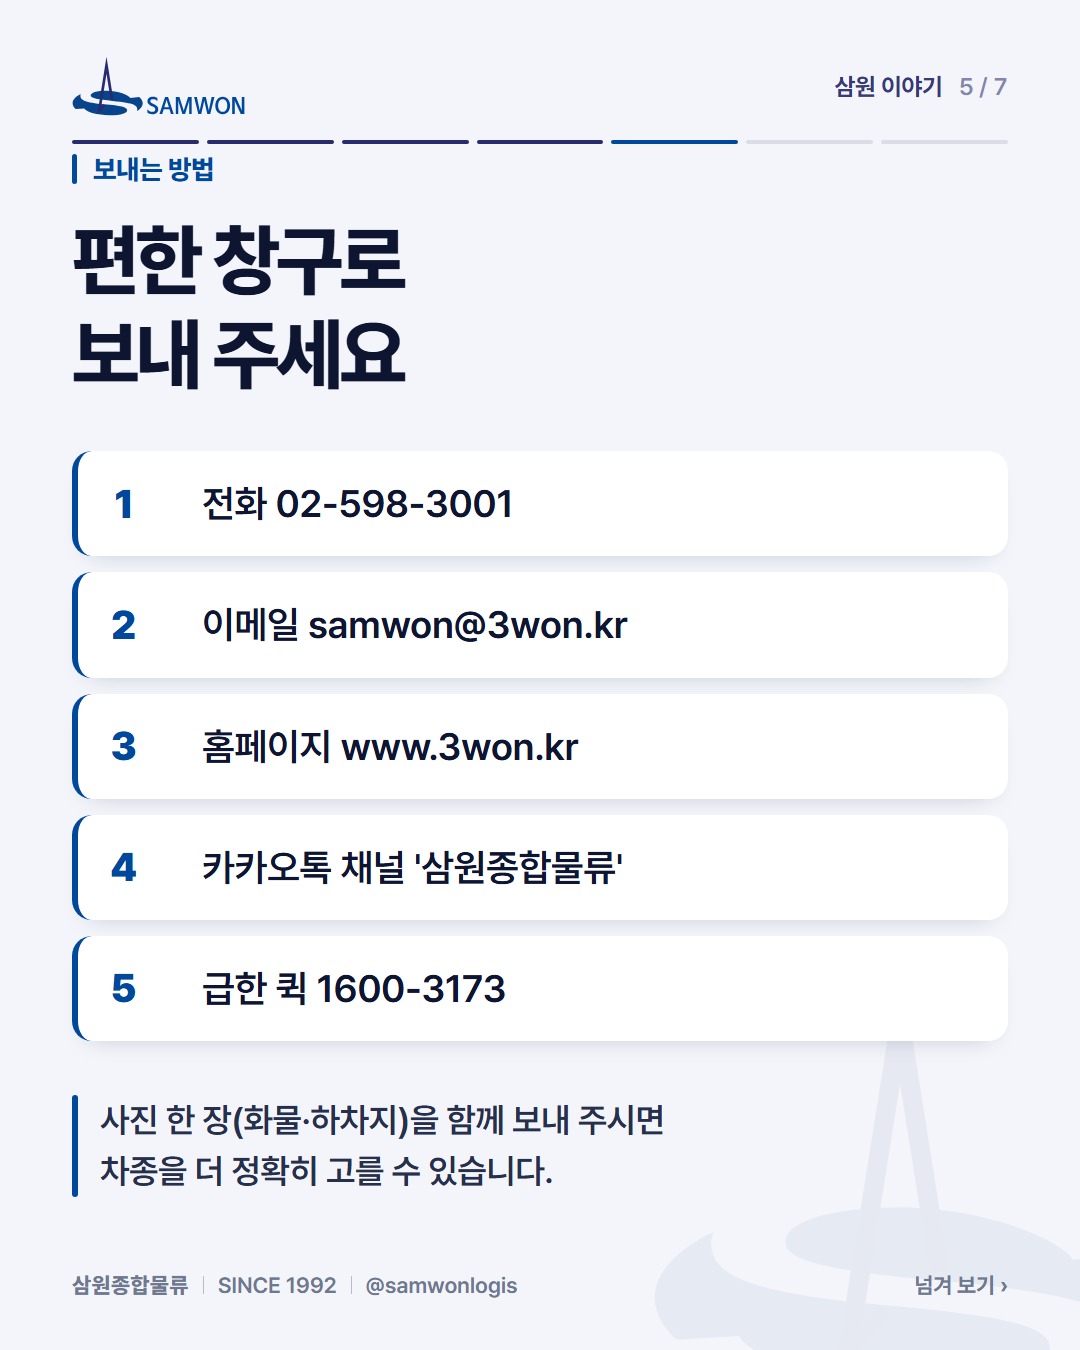 SAMWON
삼원 이야기 5 / 7
보내는 방법
편한 창구로
보내 주세요
1 전화 02-598-3001
2 이메일 samwon@3won.kr
3 홈페이지 www.3won.kr
4 카카오톡 채널 '삼원종합물류'
5 급한 퀵 1600-3173
사진 한 장(화물·하차지)을 함께 보내 주시면
차종을 더 정확히 고를 수 있습니다.
삼원종합물류 | SINCE 1992 | @samwonlogis 넘겨 보기 ›